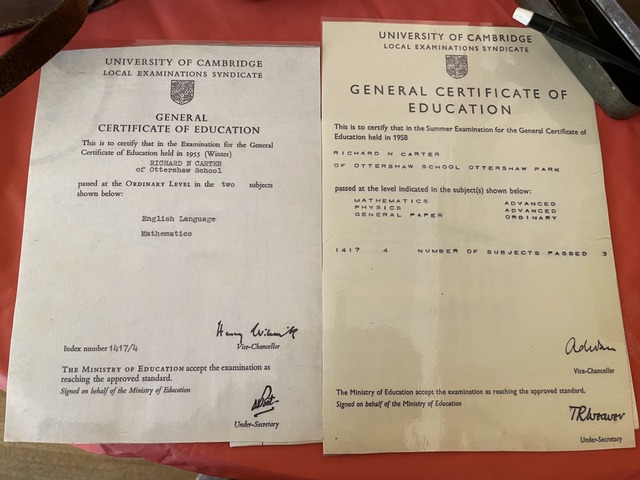 UNIVERSITY OF CAMBRIDGE
LOCAL EXAMINATIONS SYNDICATE
GENERAL
CERTIFICATE OF EDUCATION
This is to certify that in the Examination for the General
Certificate of Education held in 1955 (Winter)
RICHARD N CARTER
of Ottershaw School
passed at the ORDINARY LEVEL in the two subjects
shown below:
English Language
Mathematics
Index number 1417/4
Vice-Chancellor
THE MINISTRY OF EDUCATION accept the examination as
reaching the approved standard.
Signed on behalf of the Ministry of Education
Under-Secretary
UNIVERSITY OF CAMBRIDGE
LOCAL EXAMINATIONS SYNDICATE
GENERAL CERTIFICATE OF
EDUCATION
This is to certify that in the Summer Examination for the General Certificate of
Education held in 1958
RICHARD N CARTER
OF OTTERSHAW SCHOOL OTTERSHAW PARK
passed at the level indicated in the subject(s) shown below:
MATHEMATICS ADVANCED
PHYSICS ADVANCED
GENERAL PAPER ORDINARY
1417 4 NUMBER OF SUBJECTS PASSED 3
Vice-Chancellor
The Ministry of Education accept the examination as reaching the approved standard.
Signed on behalf of the Ministry of Education
TR Weaver
Under-Secretary